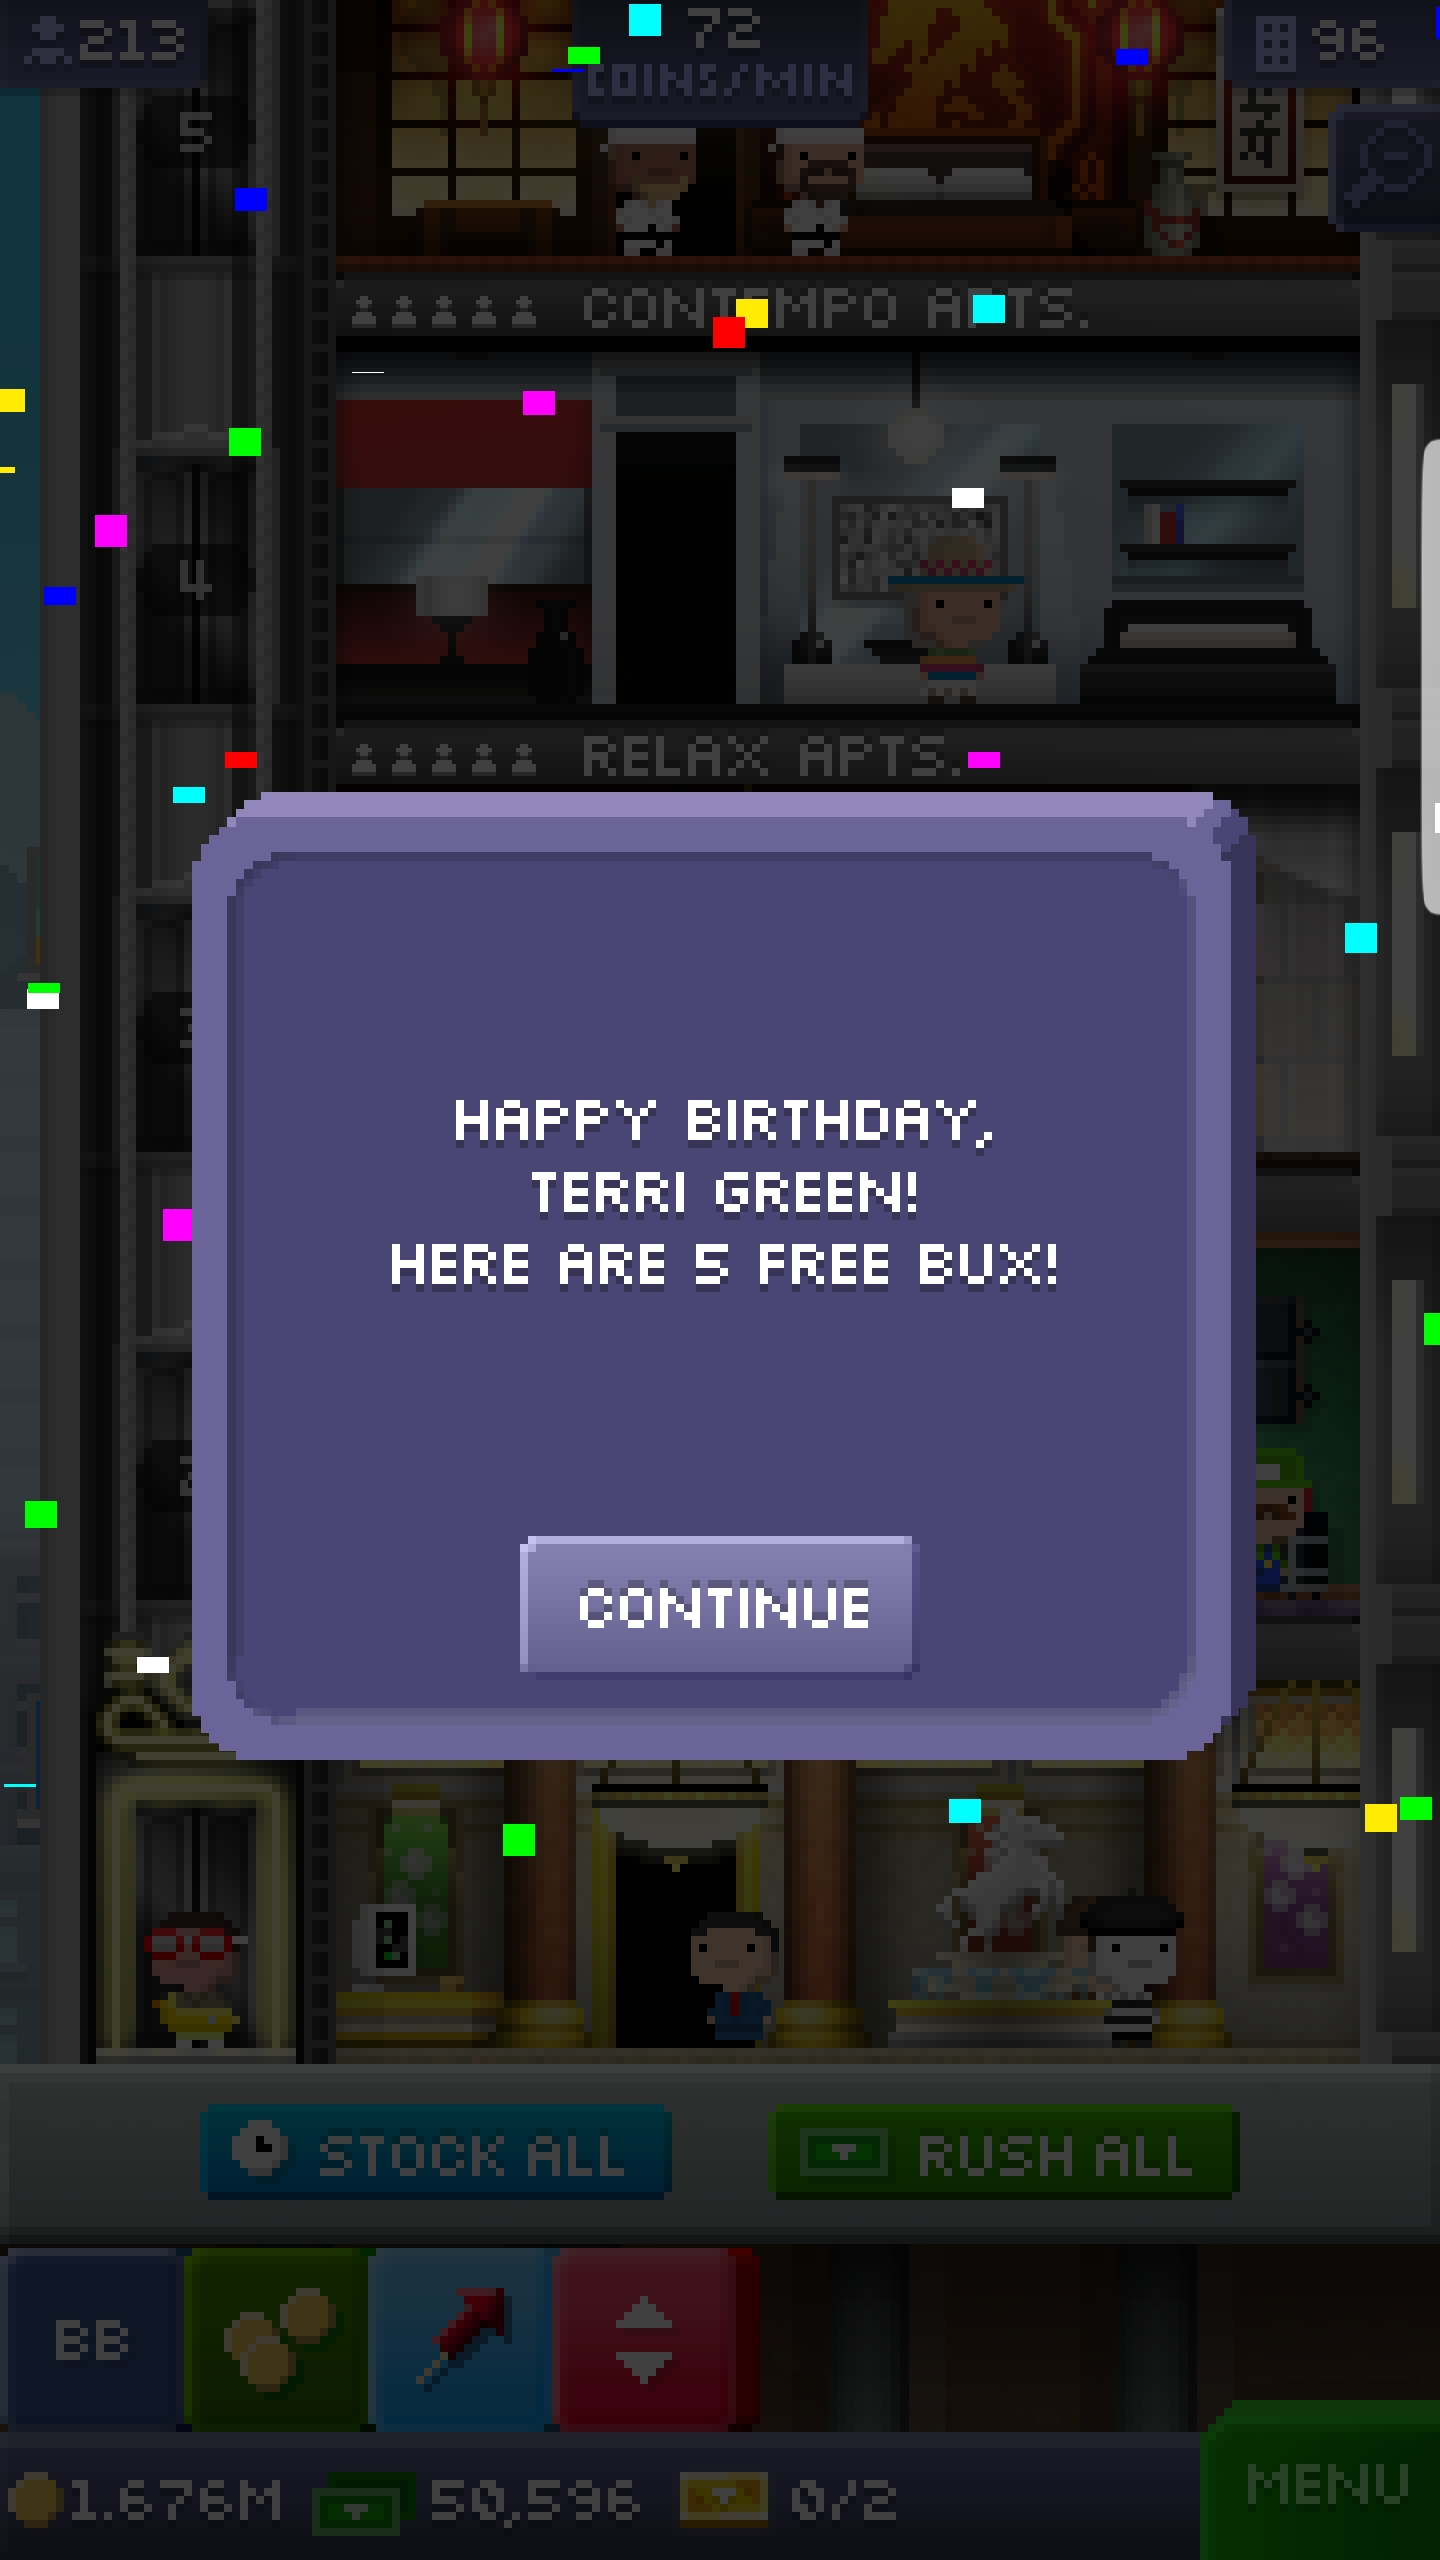 213
72
COINS/MIN
96
5
CONTEMPO APTS.
4
RELAX APTS.
HAPPY BIRTHDAY,
TERRI GREEN!
HERE ARE 5 FREE BUX!
CONTINUE
STOCK ALL
RUSH ALL
BB
1.676M
50,596
0/2
MENU